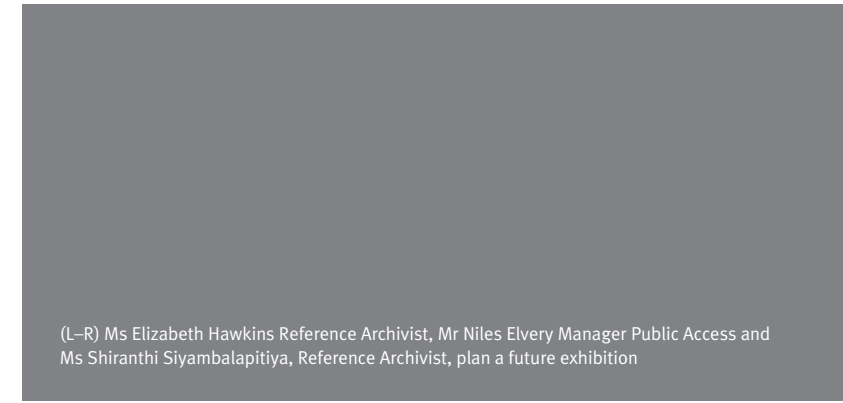 (L–R) Ms Elizabeth Hawkins Reference Archivist, Mr Niles Elvery Manager Public Access and
Ms Shiranthi Siyambalapitiya, Reference Archivist, plan a future exhibition